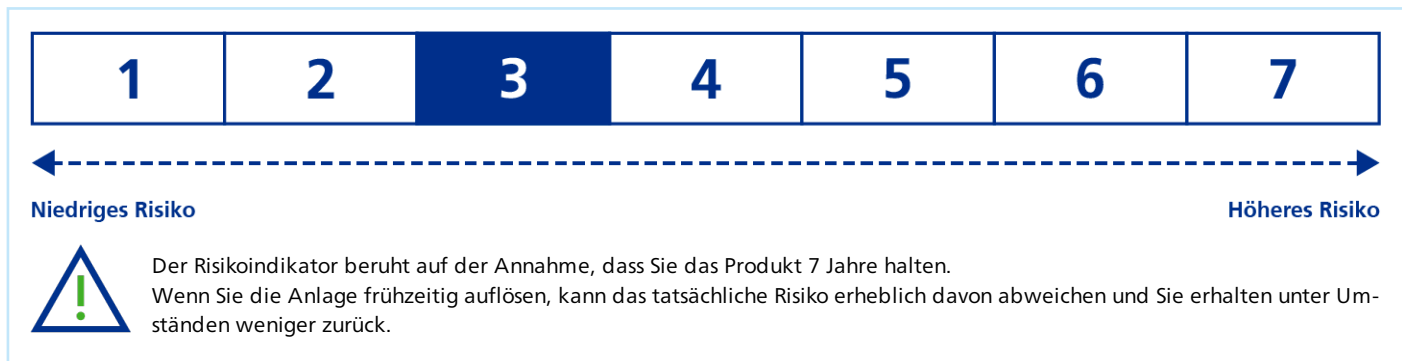 1 2 3 4 5 6 7
Niedriges Risiko Höheres Risiko
!
Der Risikoindikator beruht auf der Annahme, dass Sie das Produkt 7 Jahre halten.
Wenn Sie die Anlage frühzeitig auflösen, kann das tatsächliche Risiko erheblich davon abweichen und Sie erhalten unter Um-
ständen weniger zurück.